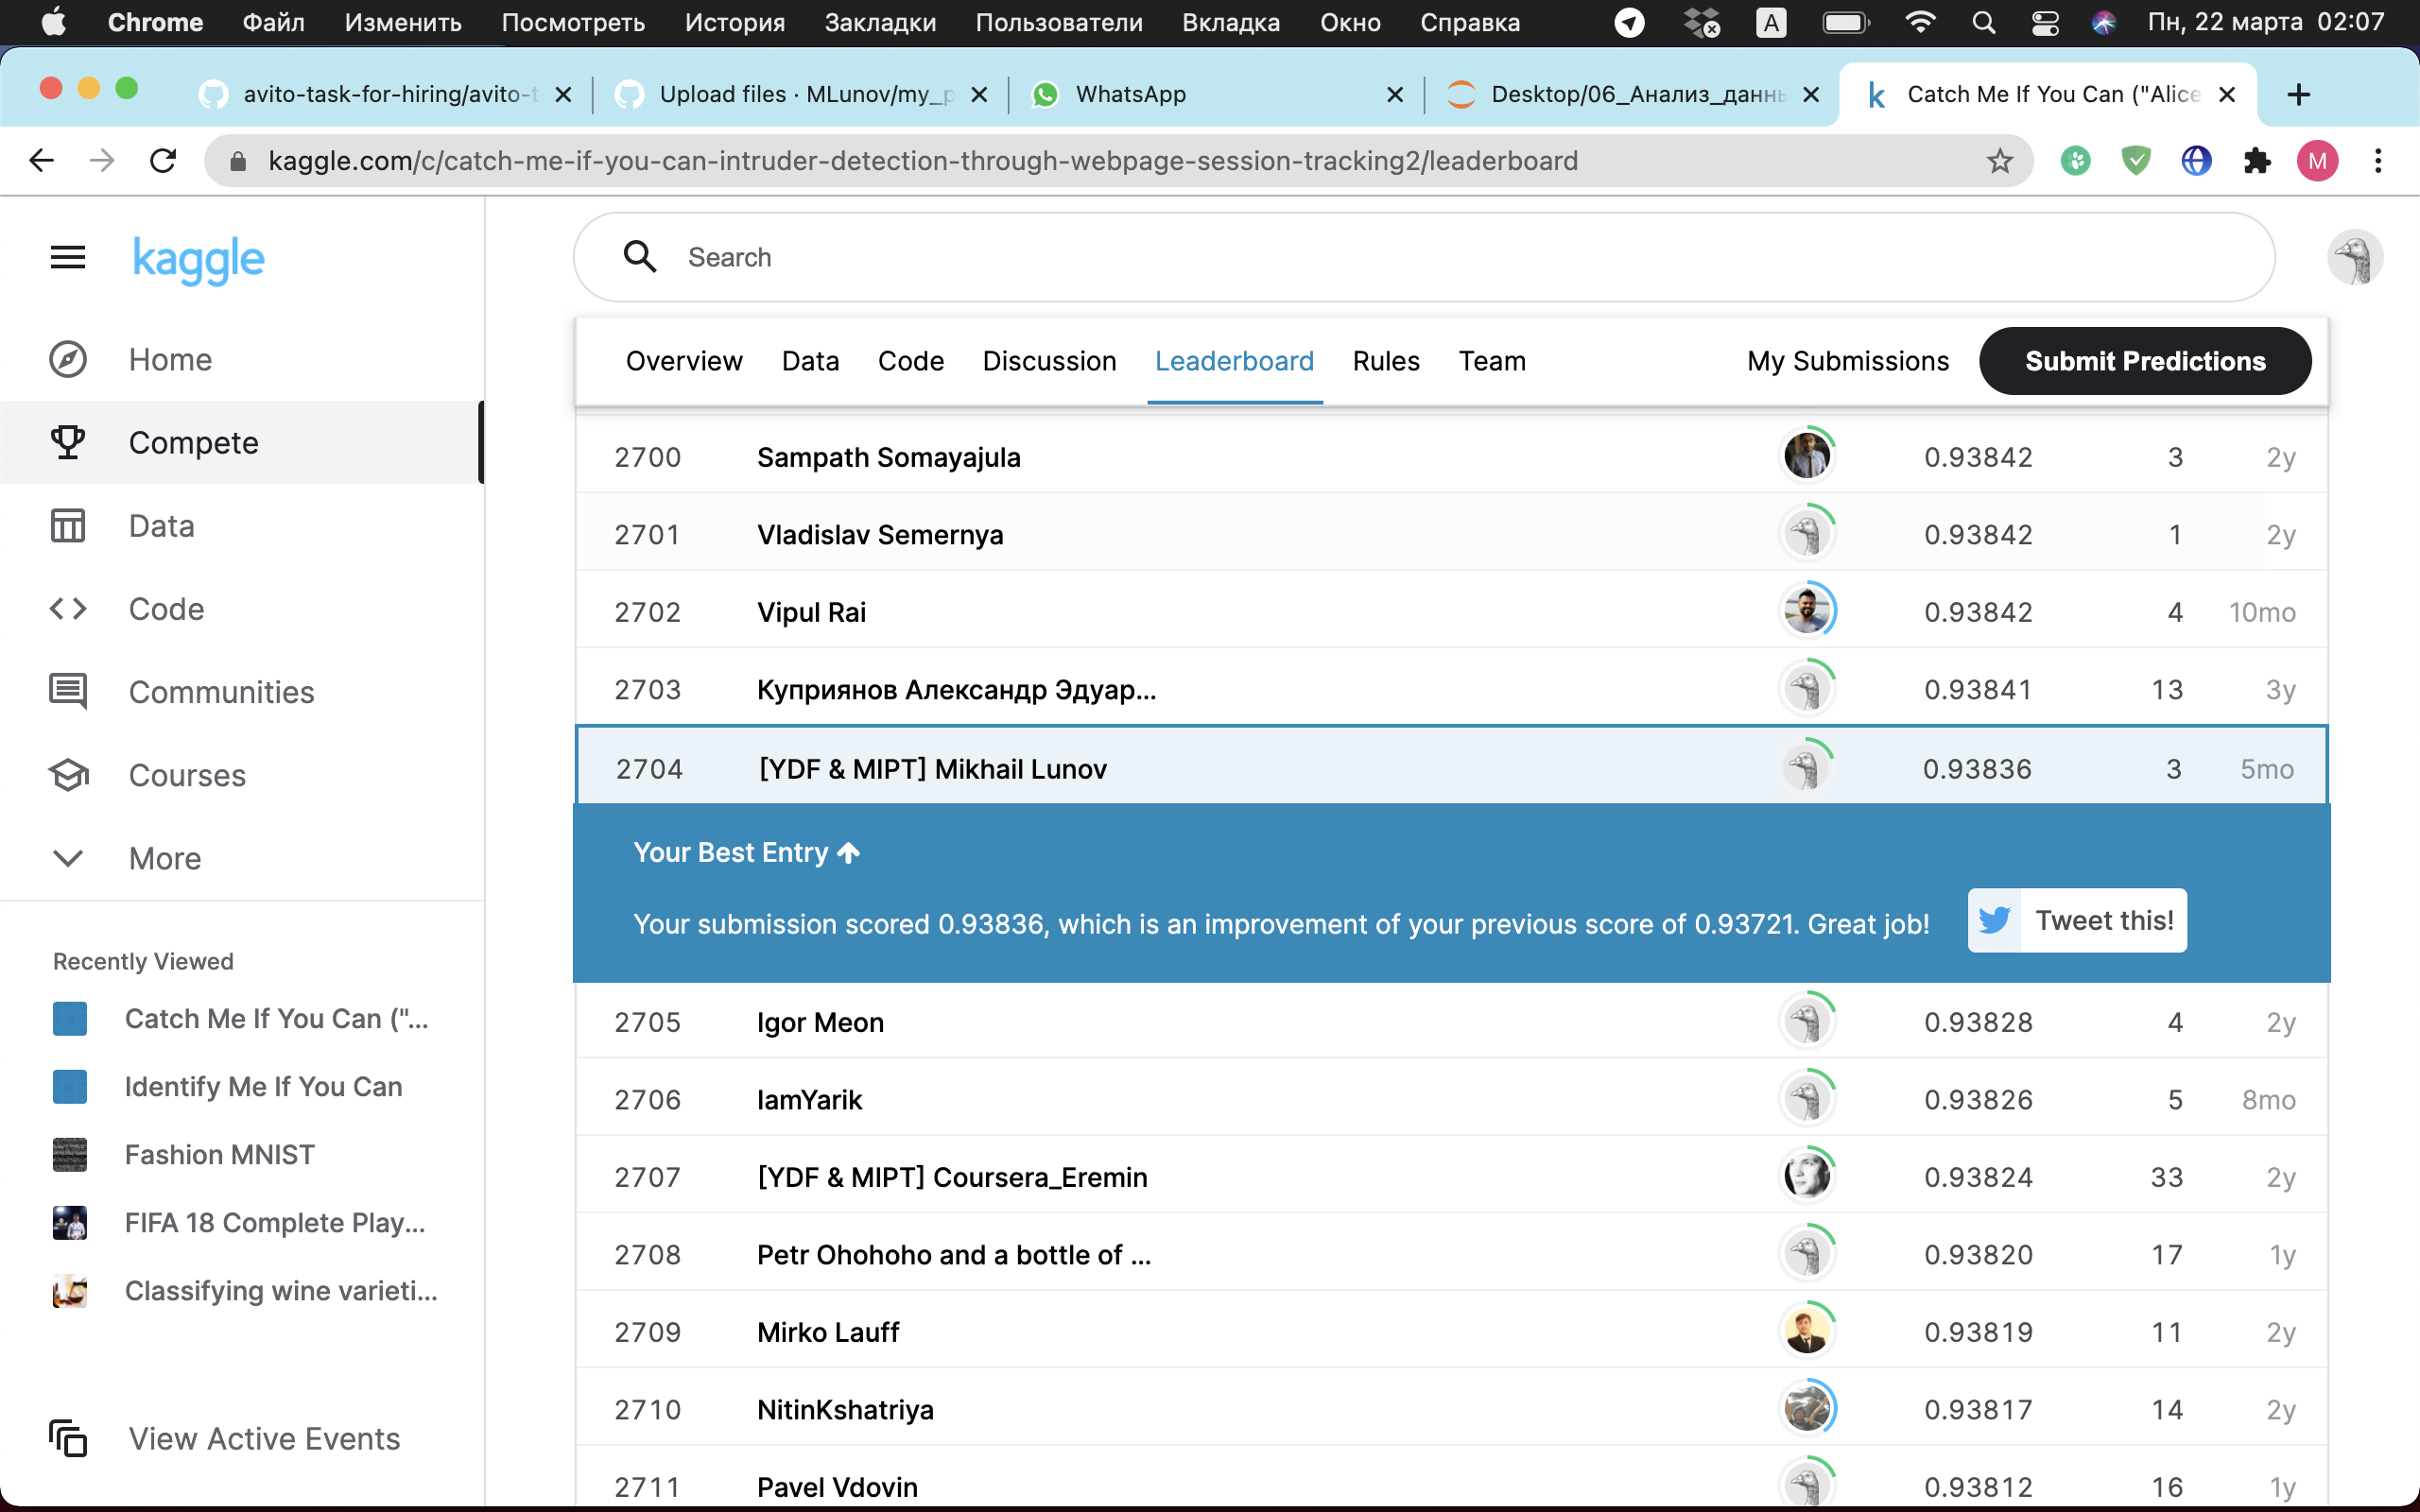 Chrome Файл Изменить Посмотреть История Закладки Пользователи Вкладка Окно Справка A Пн, 22 марта 02:07
avito-task-for-hiring/avito-t Upload files · MLunov/my_p WhatsApp Desktop/06_Анализ_данны Catch Me If You Can ("Alice
kaggle.com/c/catch-me-if-you-can-intruder-detection-through-webpage-session-tracking2/leaderboard M
kaggle
Search
Home
Compete
Data
Code
Communities
Courses
More
Recently Viewed
Catch Me If You Can ("...
Identify Me If You Can
Fashion MNIST
FIFA 18 Complete Play...
Classifying wine varieti...
View Active Events
Overview Data Code Discussion Leaderboard Rules Team My Submissions Submit Predictions
2700 Sampath Somayajula 0.93842 3 2y
2701 Vladislav Semernya 0.93842 1 2y
2702 Vipul Rai 0.93842 4 10mo
2703 Куприянов Александр Эдуар... 0.93841 13 3y
2704 [YDF & MIPT] Mikhail Lunov 0.93836 3 5mo
Your Best Entry ↑
Your submission scored 0.93836, which is an improvement of your previous score of 0.93721. Great job! Tweet this!
2705 Igor Meon 0.93828 4 2y
2706 IamYarik 0.93826 5 8mo
2707 [YDF & MIPT] Coursera_Eremin 0.93824 33 2y
2708 Petr Ohohoho and a bottle of ... 0.93820 17 1y
2709 Mirko Lauff 0.93819 11 2y
2710 NitinKshatriya 0.93817 14 2y
2711 Pavel Vdovin 0.93812 16 1y